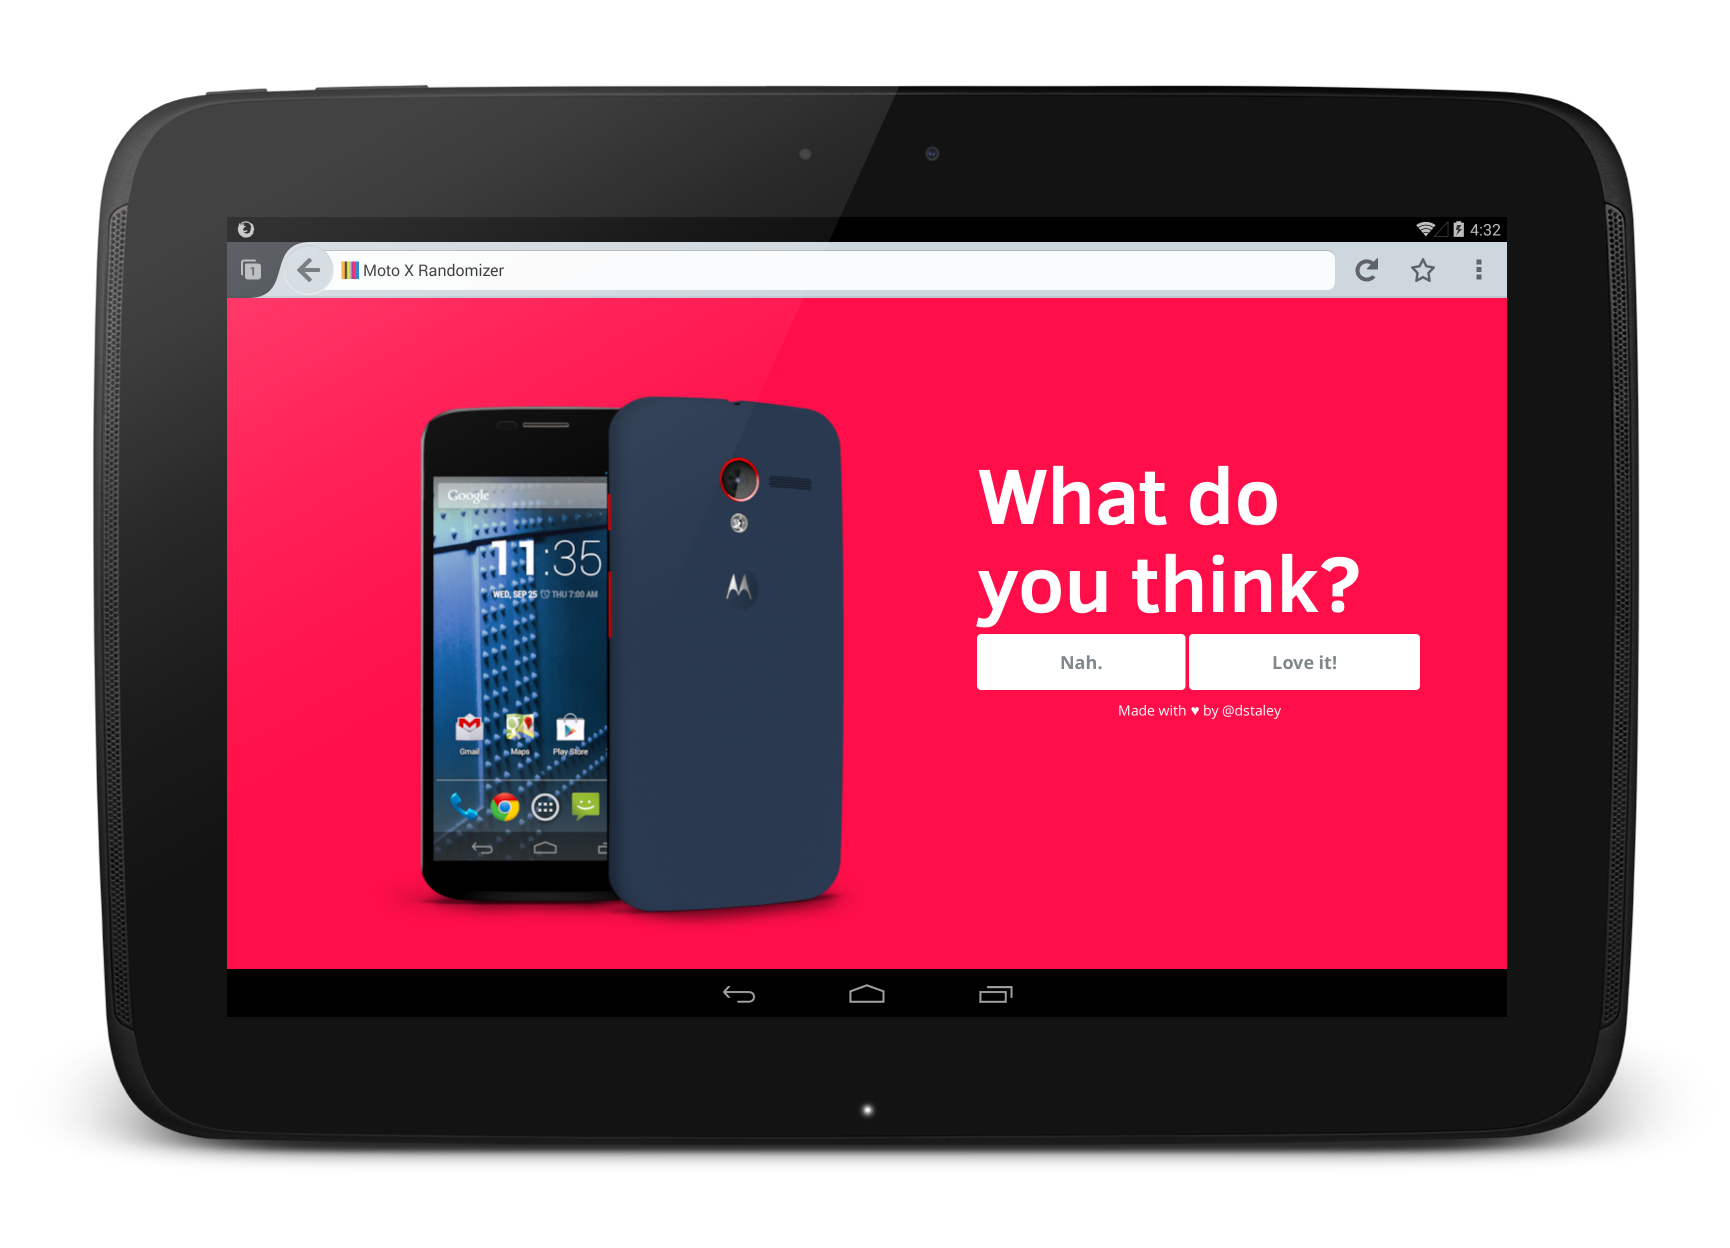 4:32
1
Moto X Randomizer
Google
11:35
WED, SEP 25 THU 7:00 AM
Gmail
Maps
Play Store
What do
you think?
Nah.
Love it!
Made with ♥ by @dstaley